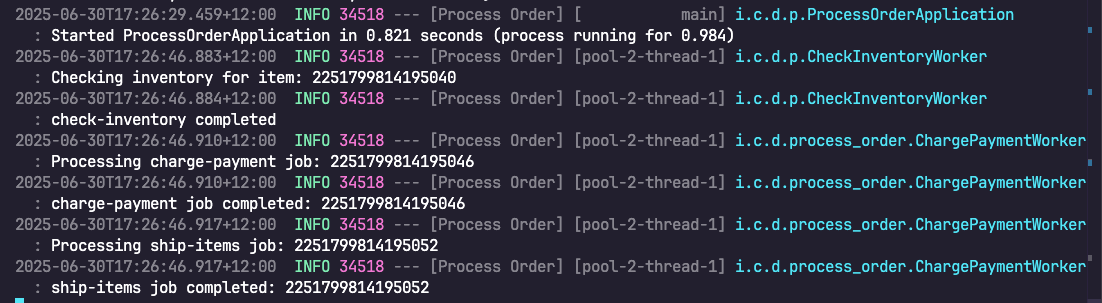 2025-06-30T17:26:29.459+12:00 INFO 34518 --- [Process Order] [ main] i.c.d.p.ProcessOrderApplication
: Started ProcessOrderApplication in 0.821 seconds (process running for 0.984)
2025-06-30T17:26:46.883+12:00 INFO 34518 --- [Process Order] [pool-2-thread-1] i.c.d.p.CheckInventoryWorker
: Checking inventory for item: 2251799814195040
2025-06-30T17:26:46.884+12:00 INFO 34518 --- [Process Order] [pool-2-thread-1] i.c.d.p.CheckInventoryWorker
: check-inventory completed
2025-06-30T17:26:46.910+12:00 INFO 34518 --- [Process Order] [pool-2-thread-1] i.c.d.process_order.ChargePaymentWorker
: Processing charge-payment job: 2251799814195046
2025-06-30T17:26:46.910+12:00 INFO 34518 --- [Process Order] [pool-2-thread-1] i.c.d.process_order.ChargePaymentWorker
: charge-payment job completed: 2251799814195046
2025-06-30T17:26:46.917+12:00 INFO 34518 --- [Process Order] [pool-2-thread-1] i.c.d.process_order.ChargePaymentWorker
: Processing ship-items job: 2251799814195052
2025-06-30T17:26:46.917+12:00 INFO 34518 --- [Process Order] [pool-2-thread-1] i.c.d.process_order.ChargePaymentWorker
: ship-items job completed: 2251799814195052